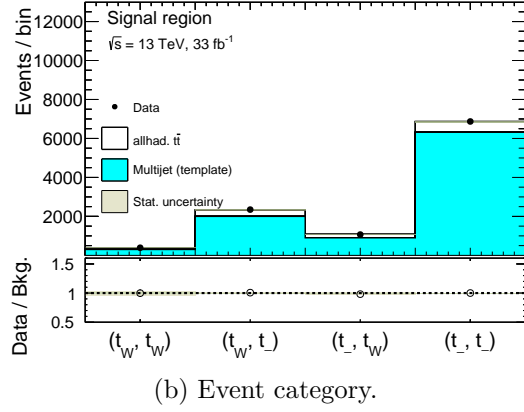 Events / bin
12000
10000
8000
6000
4000
2000
Signal region
√s = 13 TeV, 33 fb⁻¹
Data
allhad. tt̄
Multijet (template)
Stat. uncertainty
Data / Bkg.
1.5
1
0.5
(t_W, t_W) (t_W, t_–) (t_–, t_W) (t_–, t_–)
(b) Event category.